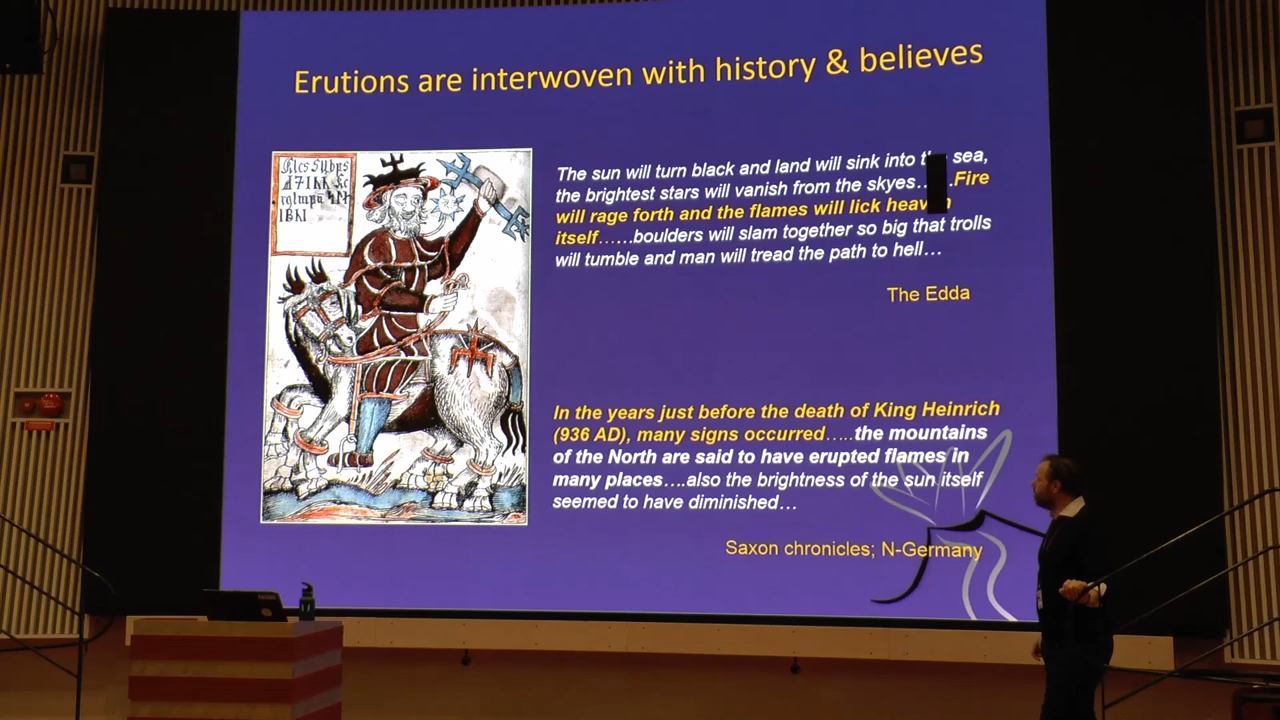 Erutions are interwoven with history & believes
The sun will turn black and land will sink into sea,
the brightest stars will vanish from the skyes…..Fire
will rage forth and the flames will lick heaven
itself……boulders will slam together so big that trolls
will tumble and man will tread the path to hell…
The Edda
In the years just before the death of King Heinrich
(936 AD), many signs occurred…..the mountains
of the North are said to have erupted flames in
many places….also the brightness of the sun itself
seemed to have diminished…
Saxon chronicles; N-Germany